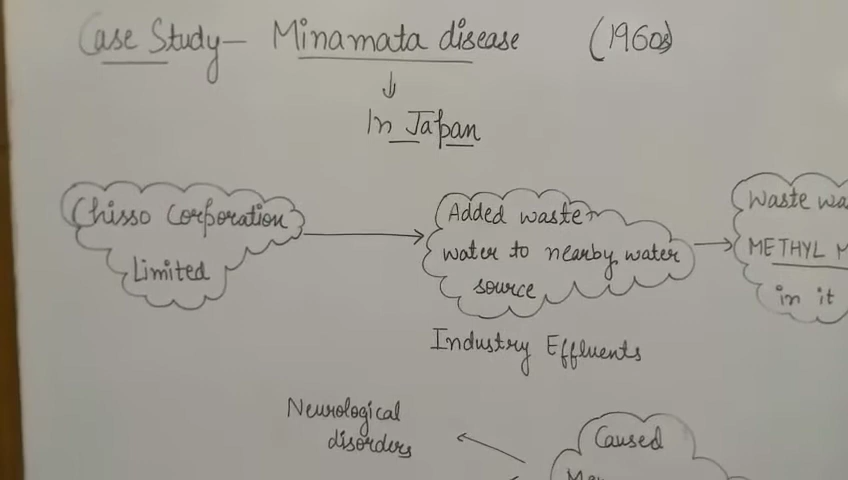 Case Study— Minamata disease (1960s)
In Japan
Chisso Corporation
Limited
Added waste
water to nearby water
source
Waste wa
METHYL M
in it
Industry Effluents
Neurological
disorders
Caused